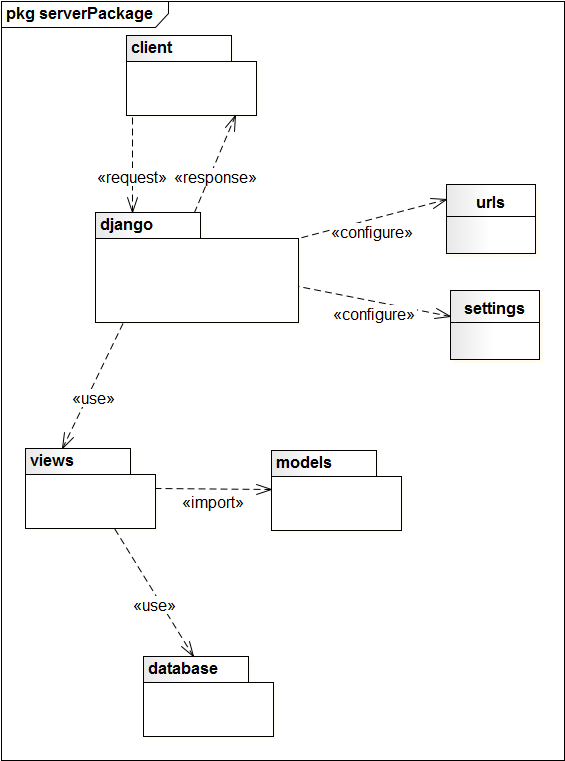 pkg serverPackage
client
«request» «response»
django
urls
«configure»
settings
«configure»
«use»
views
models
«import»
«use»
database